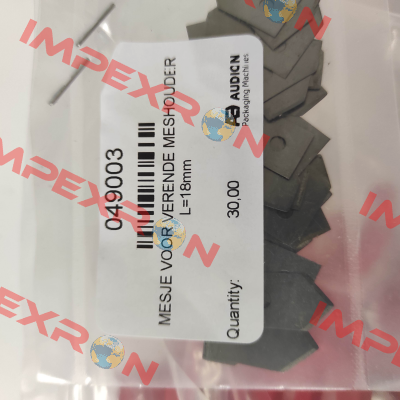 049003
MESJE VOOR VERENDE MESHOUDER
L=18mm
Quantity: 30,00
AUDION
Packaging Machines
IMPEXRON
IMPEXRON
IMPEXRON
IMPEXRON